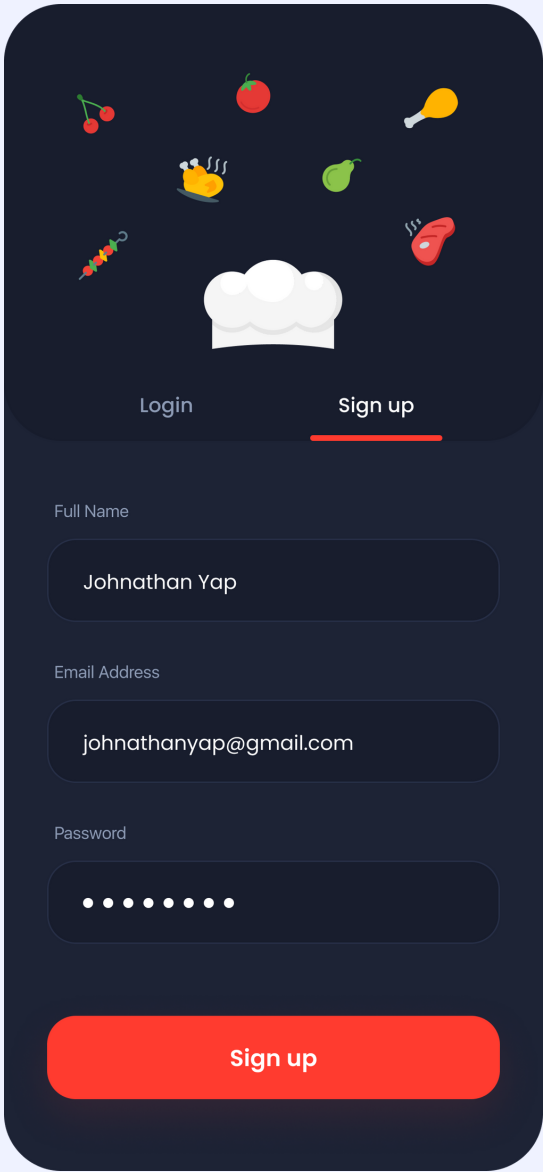 Login
Sign up
Full Name
Johnathan Yap
Email Address
johnathanyap@gmail.com
Password
Sign up